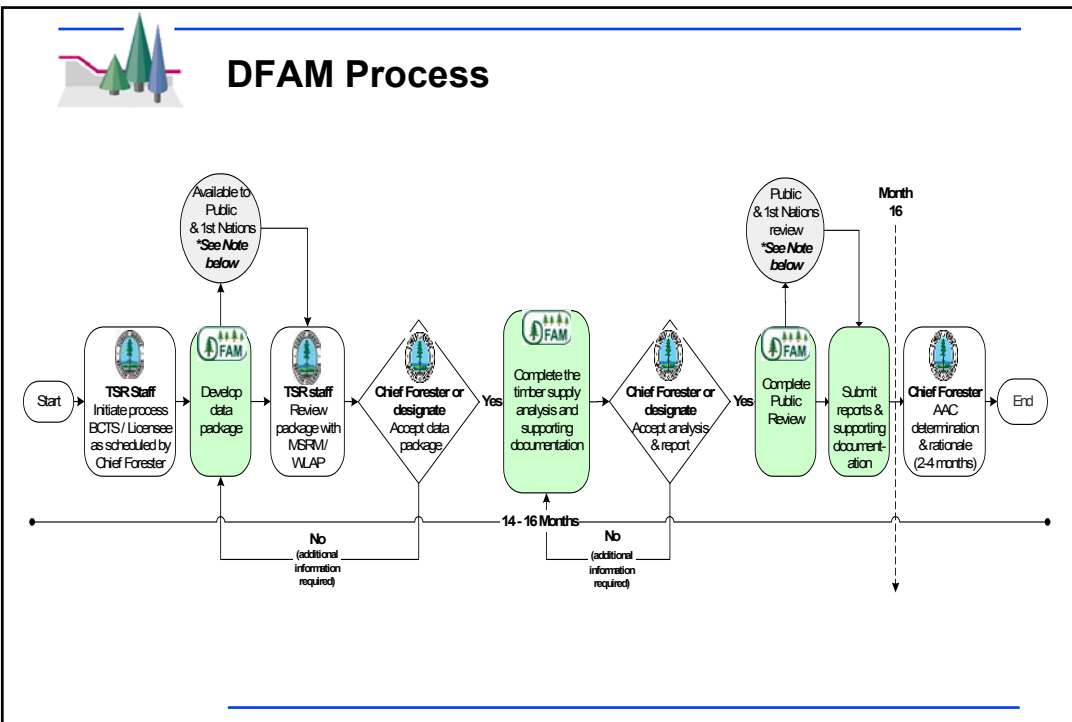 DFAM Process
Available to
Public
& 1st Nations
*See Note
below
Public
& 1st Nations
review
*See Note
below
Month
16
Start
TSR Staff
Initiate process
BCTS / Licensee
as scheduled by
Chief Forester
DFAM
Develop
data
package
TSR staff
Review
package with
MSRM/
WLAP
Chief Forester or
designate
Accept data
package
Yes
DFAM
Complete the
timber supply
analysis and
supporting
documentation
Chief Forester or
designate
Accept analysis
& report
Yes
DFAM
Complete
Public
Review
Submit
reports &
supporting
document-
ation
Chief Forester
AAC
determination
& rationale
(2-4 months)
End
14 - 16 Months
No
(additional
information
required)
No
(additional
information
required)